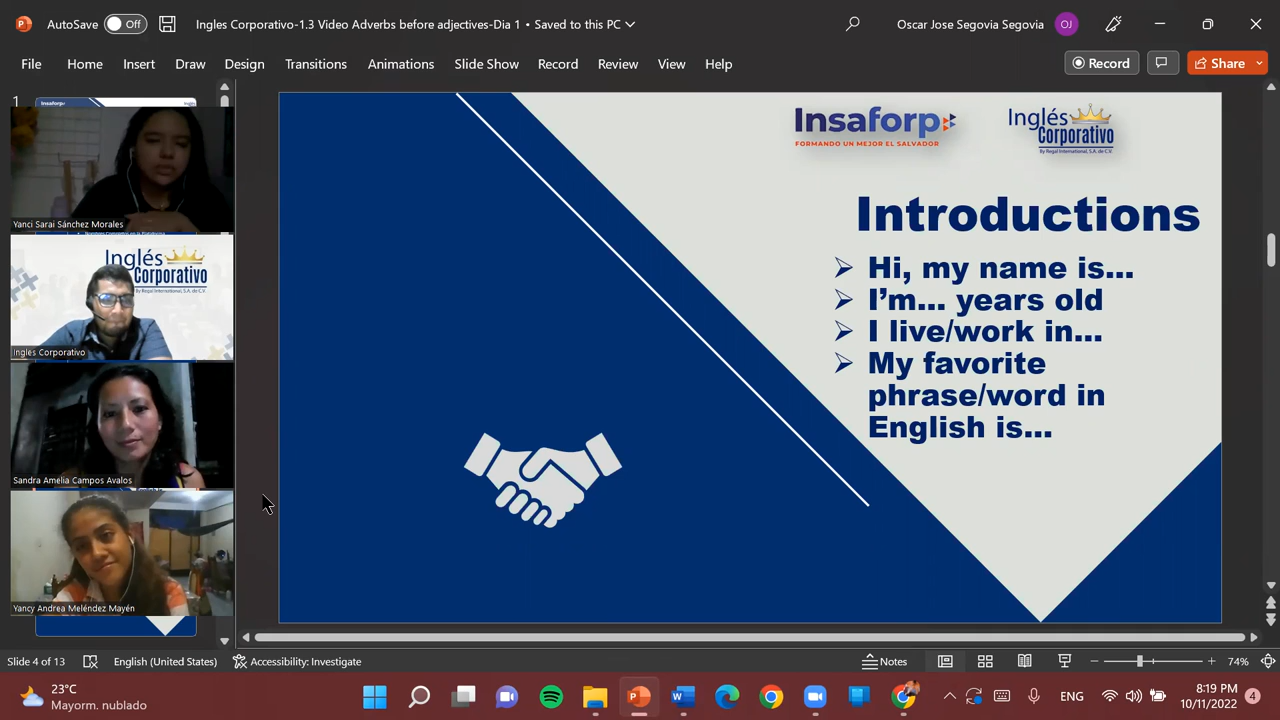 AutoSave Off
Ingles Corporativo-1.3 Video Adverbs before adjectives-Dia 1 • Saved to this PC
Oscar Jose Segovia Segovia OJ
File Home Insert Draw Design Transitions Animations Slide Show Record Review View Help
Record Share
1
Yanci Sarai Sánchez Morales
Inglés
Corporativo
By Regal International, S.A. de C.V.
Ingles Corporativo
Sandra Amelia Campos Avalos
Yancy Andrea Meléndez Mayén
Insaforp
FORMANDO UN MEJOR EL SALVADOR
Inglés
Corporativo
By Regal International, S.A. de C.V.
Introductions
Hi, my name is...
I'm... years old
I live/work in...
My favorite
phrase/word in
English is...
Slide 4 of 13 English (United States) Accessibility: Investigate Notes 74%
23°C
Mayorm. nublado
ENG
8:19 PM
10/11/2022
4